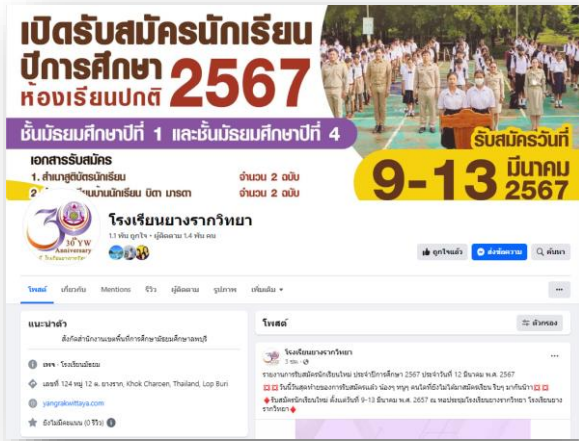 เปิดรับสมัครนักเรียน
ปีการศึกษา 2567
ห้องเรียนปกติ
ชั้นมัธยมศึกษาปีที่ 1 และชั้นมัธยมศึกษาปีที่ 4
เอกสารรับสมัคร
1. สำเนาสูติบัตรนักเรียน จำนวน 2 ฉบับ
2 บ้านนักเรียน บิดา มารดา จำนวน 2 ฉบับ
รับสมัครวันที่
9-13 มีนาคม 2567
30
30th YW
Anniversary
โรงเรียนยางรากวิทยา
1.1 พัน ถูกใจ • ผู้ติดตาม 1.4 พัน คน
ถูกใจแล้ว ส่งข้อความ ค้นหา
โพสต์ เกี่ยวกับ Mentions รีวิว ผู้ติดตาม รูปภาพ เพิ่มเติม
แนะนำตัว
สังกัดสำนักงานเขตพื้นที่การศึกษามัธยมศึกษาลพบุรี
เพจ · โรงเรียนมัธยม
เลขที่ 124 หมู่ 12 ต. ยางราก, Khok Charoen, Thailand, Lop Buri
yangrakwittaya.com
ยังไม่มีคะแนน (0 รีวิว)
โพสต์ ตัวกรอง
โรงเรียนยางรากวิทยา
3 ชม.
รายงานการรับสมัครนักเรียนใหม่ ประจำปีการศึกษา 2567 ประจำวันที่ 12 มีนาคม พ.ศ. 2567
วันนี้วันสุดท้ายของการรับสมัครแล้ว น้องๆ หนูๆ คนใดที่ยังไม่ได้มาสมัครเรียน รีบๆ มากันน้า
รับสมัครนักเรียนใหม่ ตั้งแต่วันที่ 9-13 มีนาคม พ.ศ. 2567 ณ หอประชุมโรงเรียนยางรากวิทยา โรงเรียนยางรากวิทยา